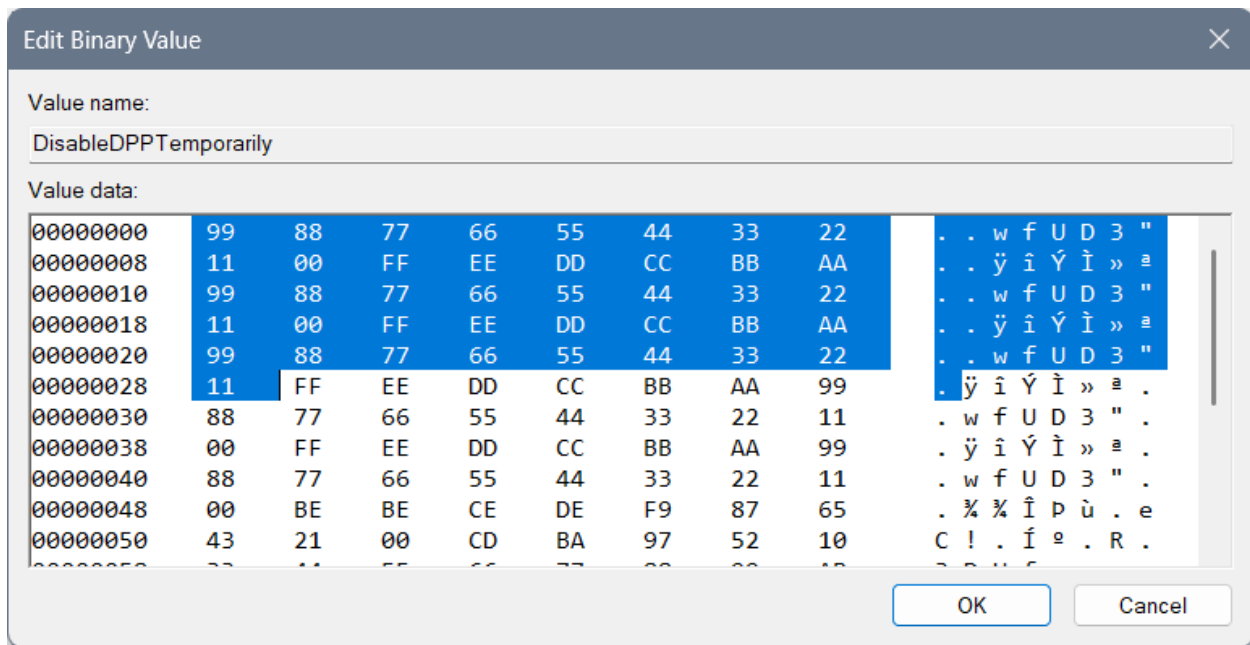 Edit Binary Value
Value name:
DisableDPPTemporarily
Value data:
00000000 99 88 77 66 55 44 33 22 . . w f U D 3 "
00000008 11 00 FF EE DD CC BB AA . . ÿ î Ý Ì » ª
00000010 99 88 77 66 55 44 33 22 . . w f U D 3 "
00000018 11 00 FF EE DD CC BB AA . . ÿ î Ý Ì » ª
00000020 99 88 77 66 55 44 33 22 . . w f U D 3 "
00000028 11 FF EE DD CC BB AA 99 . ÿ î Ý Ì » ª .
00000030 88 77 66 55 44 33 22 11 . w f U D 3 " .
00000038 00 FF EE DD CC BB AA 99 . ÿ î Ý Ì » ª .
00000040 88 77 66 55 44 33 22 11 . w f U D 3 " .
00000048 00 BE BE CE DE F9 87 65 . ¾ ¾ Î Þ ù . e
00000050 43 21 00 CD BA 97 52 10 C ! . Í º . R .
OK Cancel